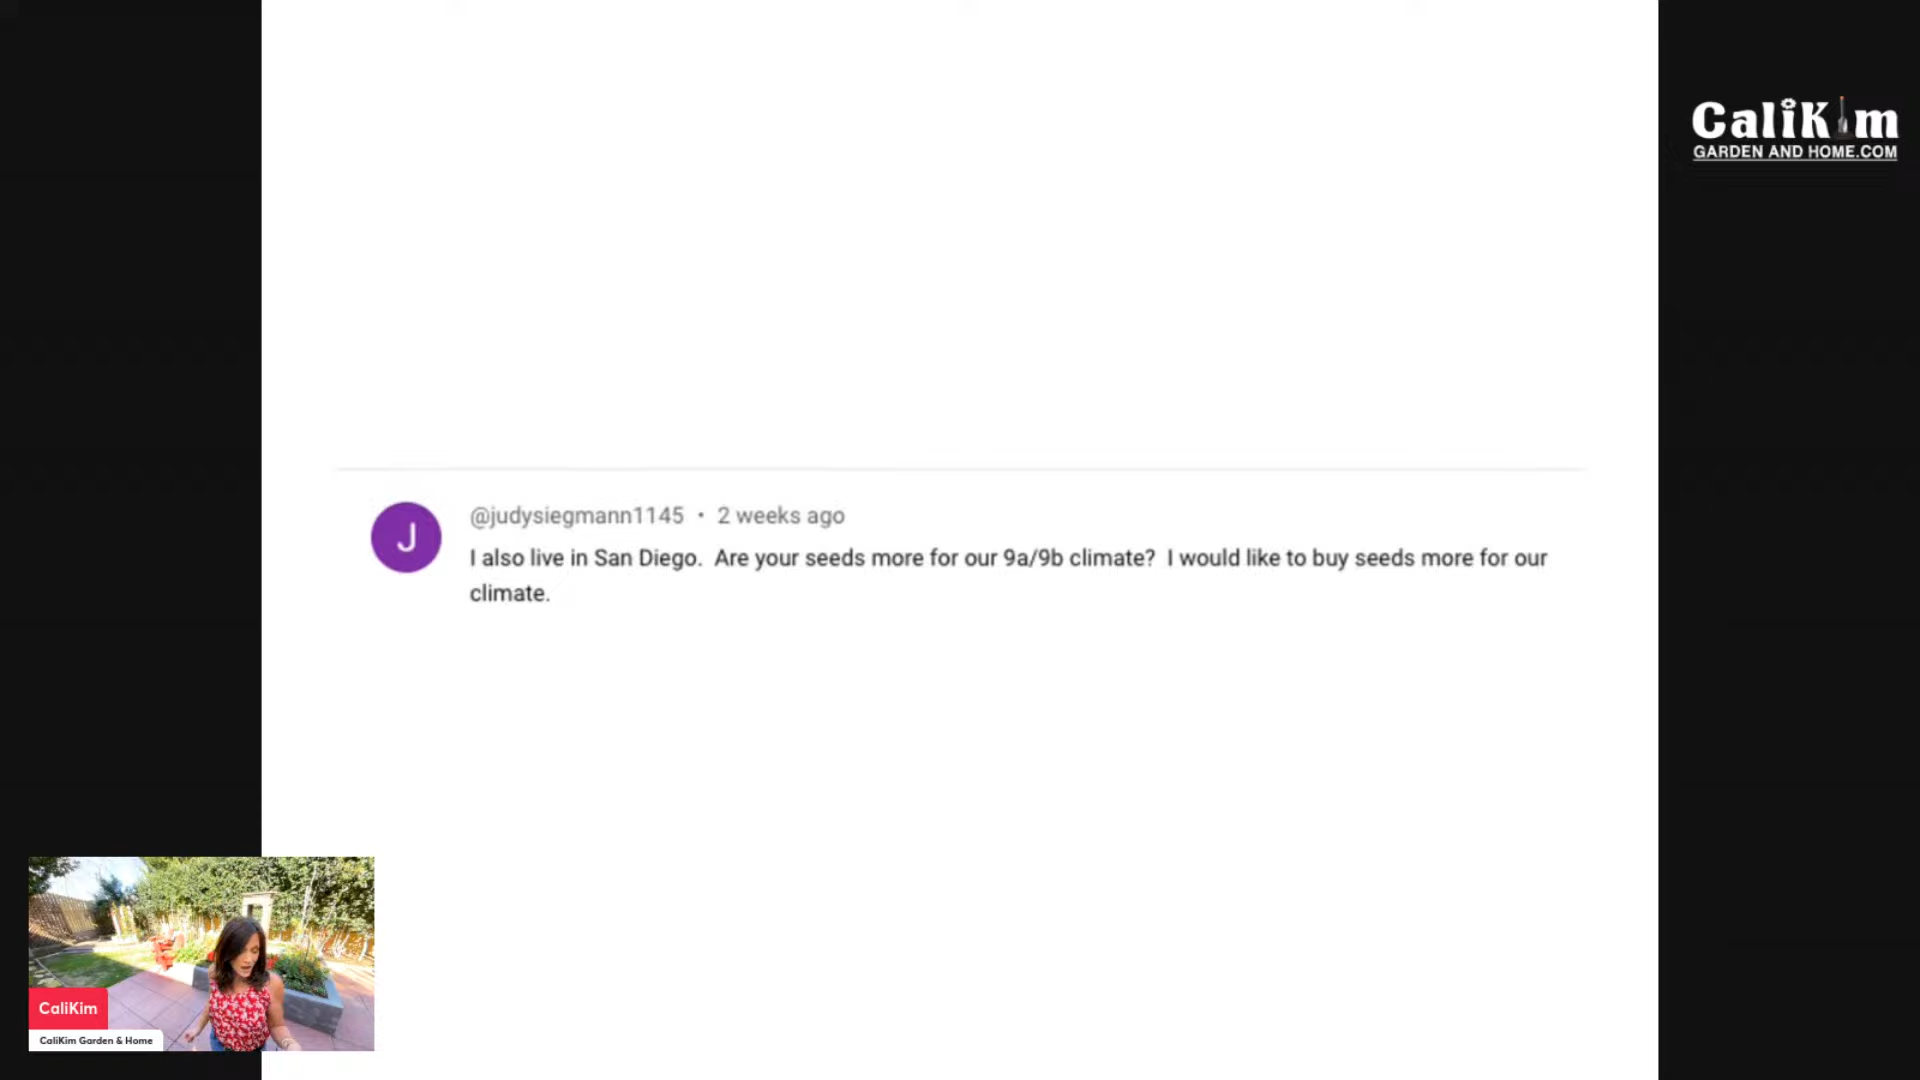 CaliKim
GARDEN AND HOME.COM
J
@judysiegmann1145 • 2 weeks ago
I also live in San Diego.  Are your seeds more for our 9a/9b climate?  I would like to buy seeds more for our
climate.
CaliKim
CaliKim Garden & Home